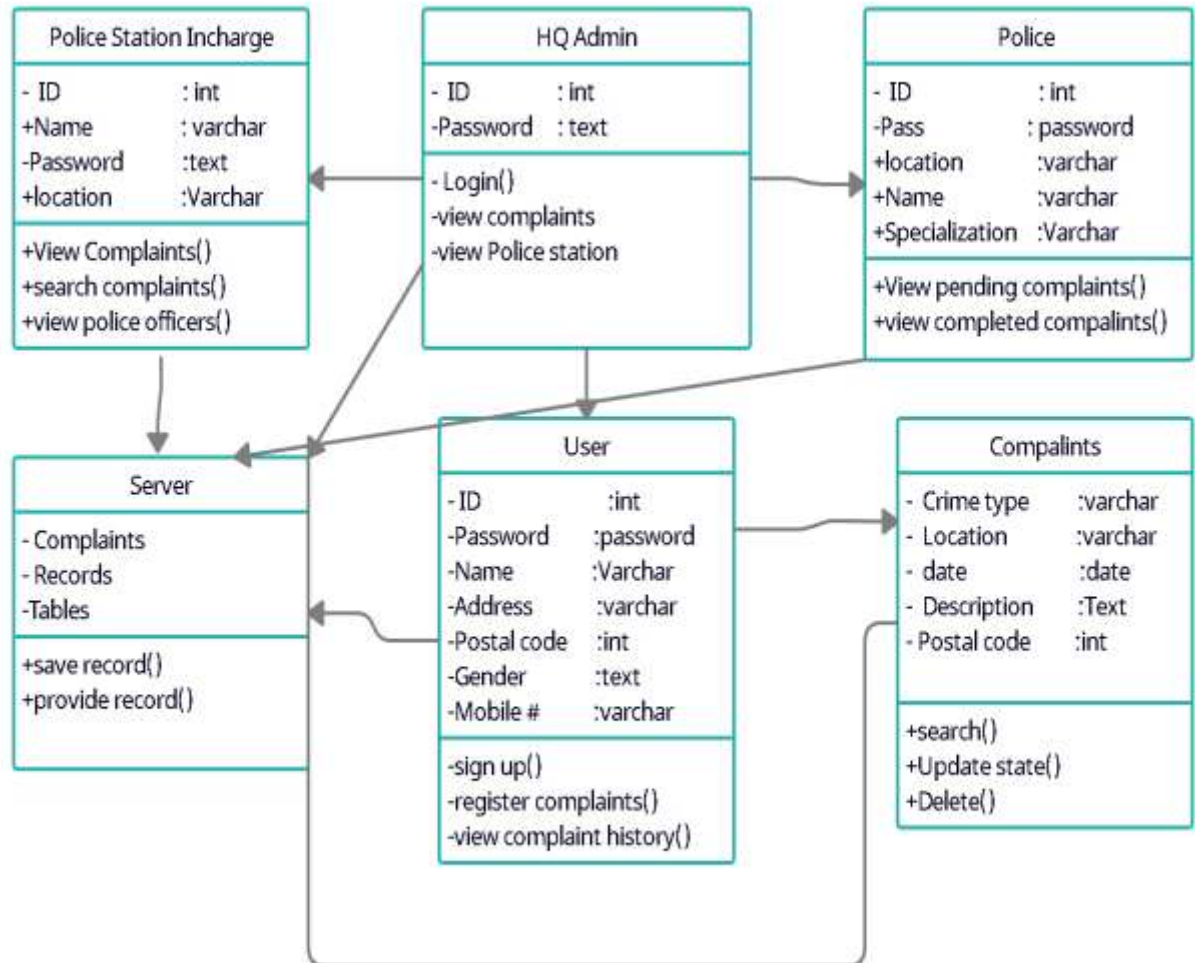 Police Station Incharge
- ID : int
+Name : varchar
-Password :text
+location :Varchar
+View Complaints()
+search complaints()
+view police officers()
HQ Admin
- ID : int
-Password : text
- Login()
-view complaints
-view Police station
Police
- ID : int
-Pass : password
+location :varchar
+Name :varchar
+Specialization :Varchar
+View pending complaints()
+view completed compalints()
Server
- Complaints
- Records
-Tables
+save record()
+provide record()
User
- ID :int
-Password :password
-Name :Varchar
-Address :varchar
-Postal code :int
-Gender :text
-Mobile # :varchar
-sign up()
-register complaints()
-view complaint history()
Compalints
- Crime type :varchar
- Location :varchar
- date :date
- Description :Text
- Postal code :int
+search()
+Update state()
+Delete()